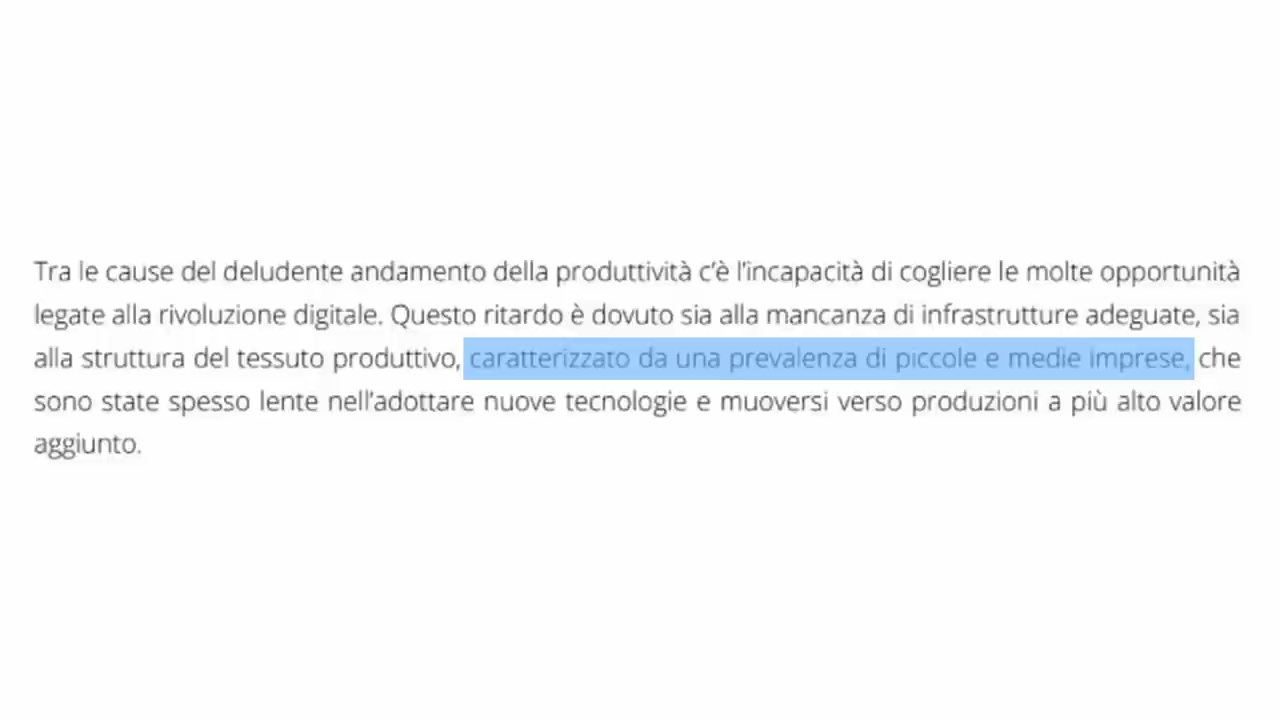 Tra le cause del deludente andamento della produttività c'è l'incapacità di cogliere le molte opportunità
legate alla rivoluzione digitale. Questo ritardo è dovuto sia alla mancanza di infrastrutture adeguate, sia
alla struttura del tessuto produttivo, caratterizzato da una prevalenza di piccole e medie imprese, che
sono state spesso lente nell'adottare nuove tecnologie e muoversi verso produzioni a più alto valore
aggiunto.